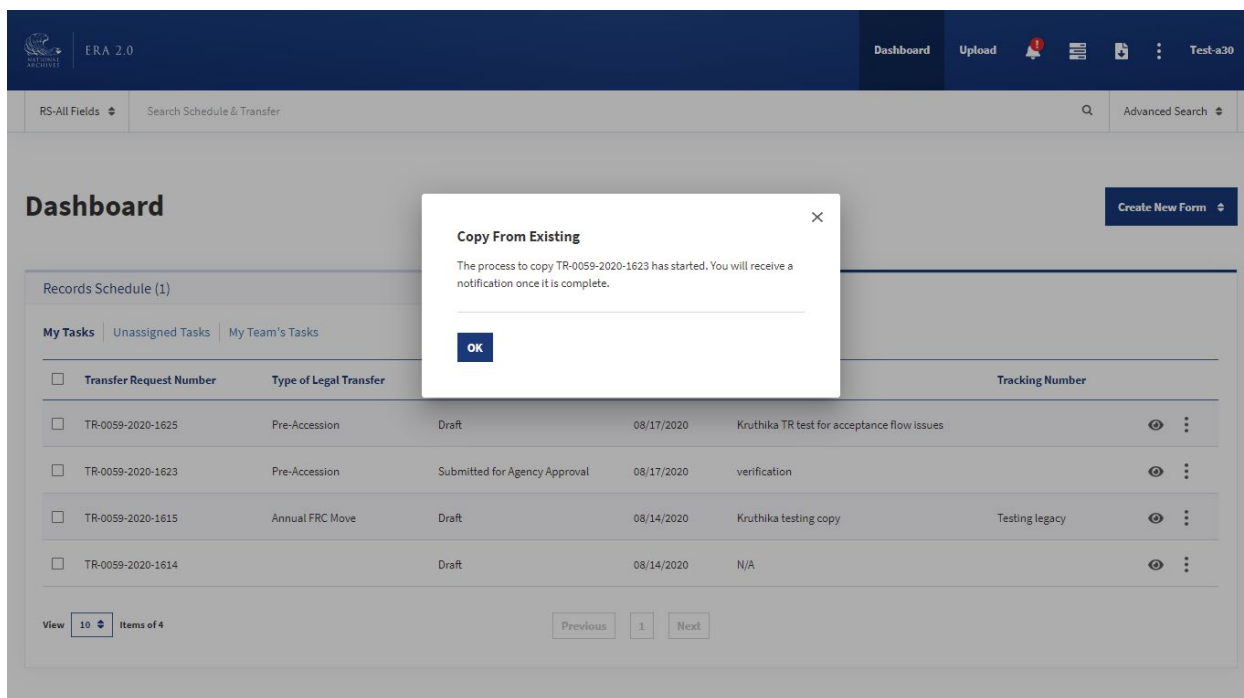 NATIONAL
ARCHIVES
ERA 2.0
Dashboard
Upload
!
Test-a30
RS-All Fields
Search Schedule & Transfer
Advanced Search
Dashboard
Create New Form
Copy From Existing
The process to copy TR-0059-2020-1623 has started. You will receive a
notification once it is complete.
OK
Records Schedule (1)
My Tasks Unassigned Tasks My Team's Tasks
Transfer Request Number Type of Legal Transfer Tracking Number
TR-0059-2020-1625 Pre-Accession Draft 08/17/2020 Kruthika TR test for acceptance flow issues
TR-0059-2020-1623 Pre-Accession Submitted for Agency Approval 08/17/2020 verification
TR-0059-2020-1615 Annual FRC Move Draft 08/14/2020 Kruthika testing copy Testing legacy
TR-0059-2020-1614 Draft 08/14/2020 N/A
View 10 Items of 4 Previous 1 Next